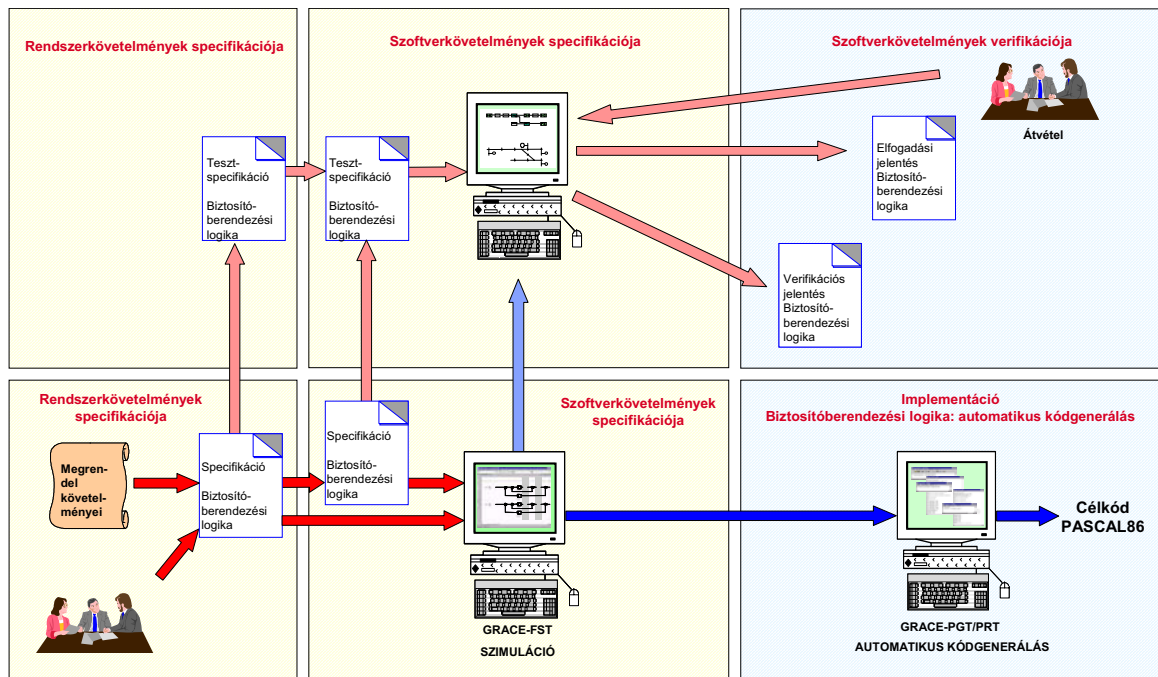 Rendszerkövetelmények specifikációja
Szoftverkövetelmények specifikációja
Szoftverkövetelmények verifikációja
Átvétel
Teszt-
specifikáció
Biztosító-
berendezési
logika
Teszt-
specifikáció
Biztosító-
berendezési
logika
Elfogadási
jelentés
Biztosító-
berendezési
logika
Verifikációs
jelentés
Biztosító-
berendezési
logika
Rendszerkövetelmények
specifikációja
Megren-
del
követel-
ményei
Specifikáció
Biztosító-
berendezési
logika
Szoftverkövetelmények
specifikációja
Specifikáció
Biztosító-
berendezési
logika
GRACE-FST
SZIMULÁCIÓ
Implementáció
Biztosítóberendezési logika: automatikus kódgenerálás
Célkód
PASCAL86
GRACE-PGT/PRT
AUTOMATIKUS KÓDGENERÁLÁS